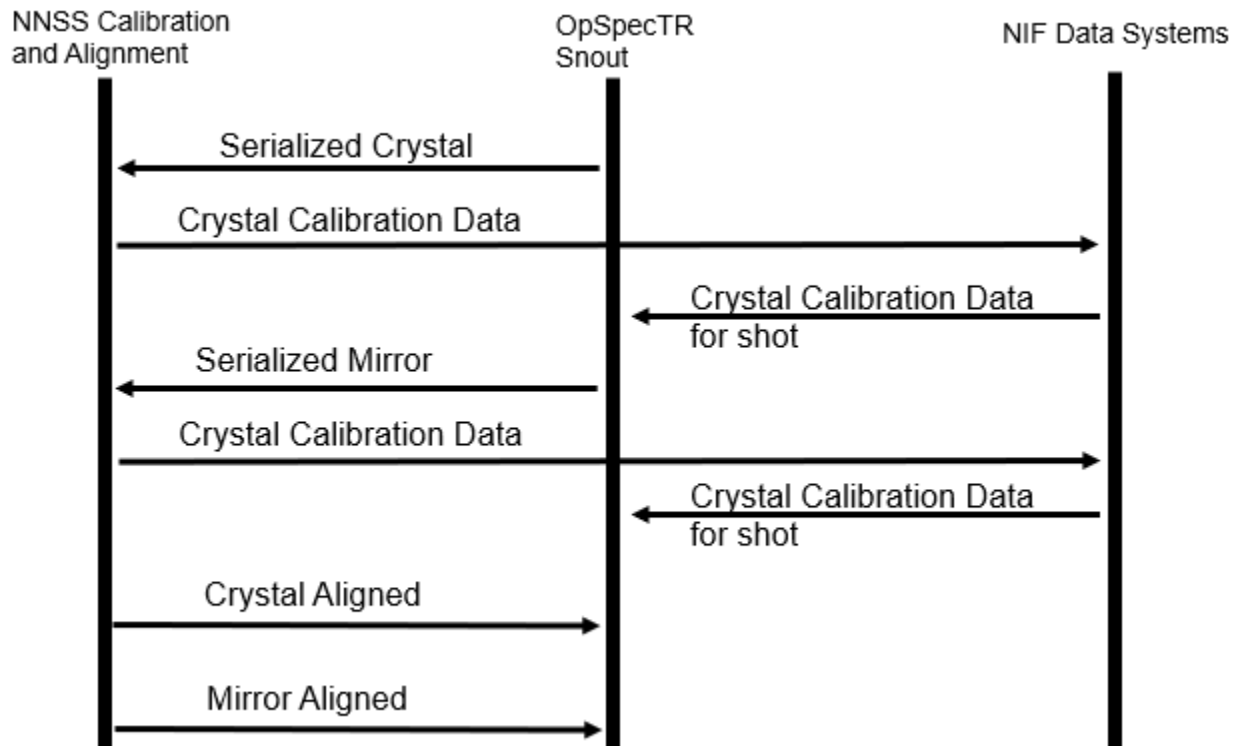 NNSS Calibration
and Alignment
OpSpecTR
Snout
NIF Data Systems
Serialized Crystal
Crystal Calibration Data
Crystal Calibration Data
for shot
Serialized Mirror
Crystal Calibration Data
Crystal Calibration Data
for shot
Crystal Aligned
Mirror Aligned